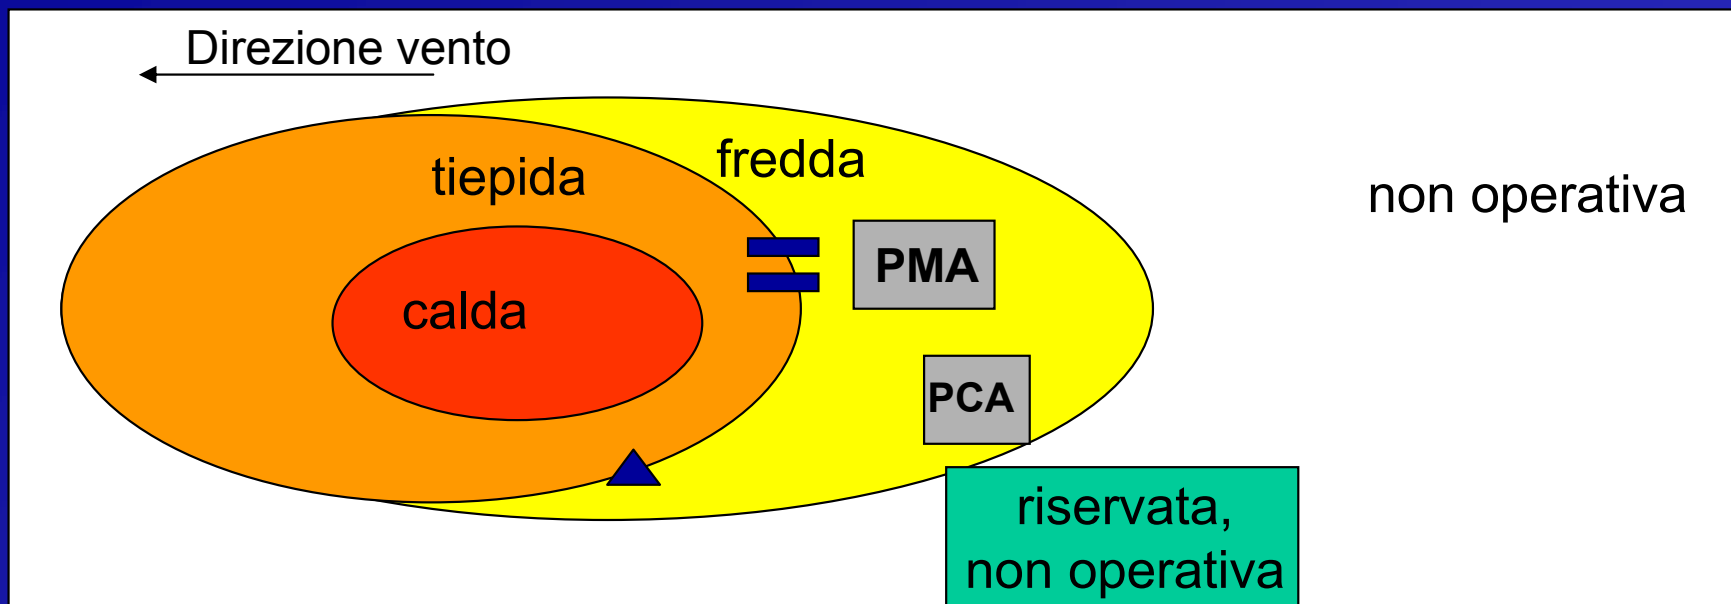 Direzione vento
fredda
tiepida
non operativa
PMA
calda
PCA
riservata,
non operativa